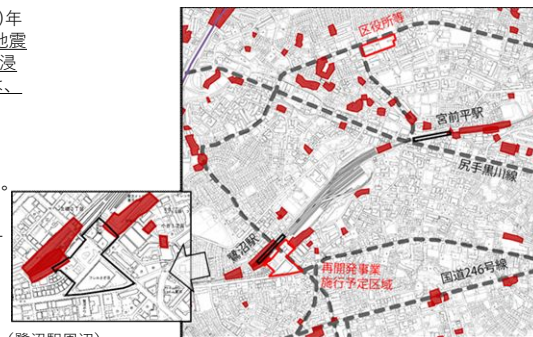 )年
地震
浸
、
。
区役所等
宮前平駅
尻手黒川線
鷺沼駅
再開発事業
施行予定区域
国道246号線
(鷺沼駅周辺)